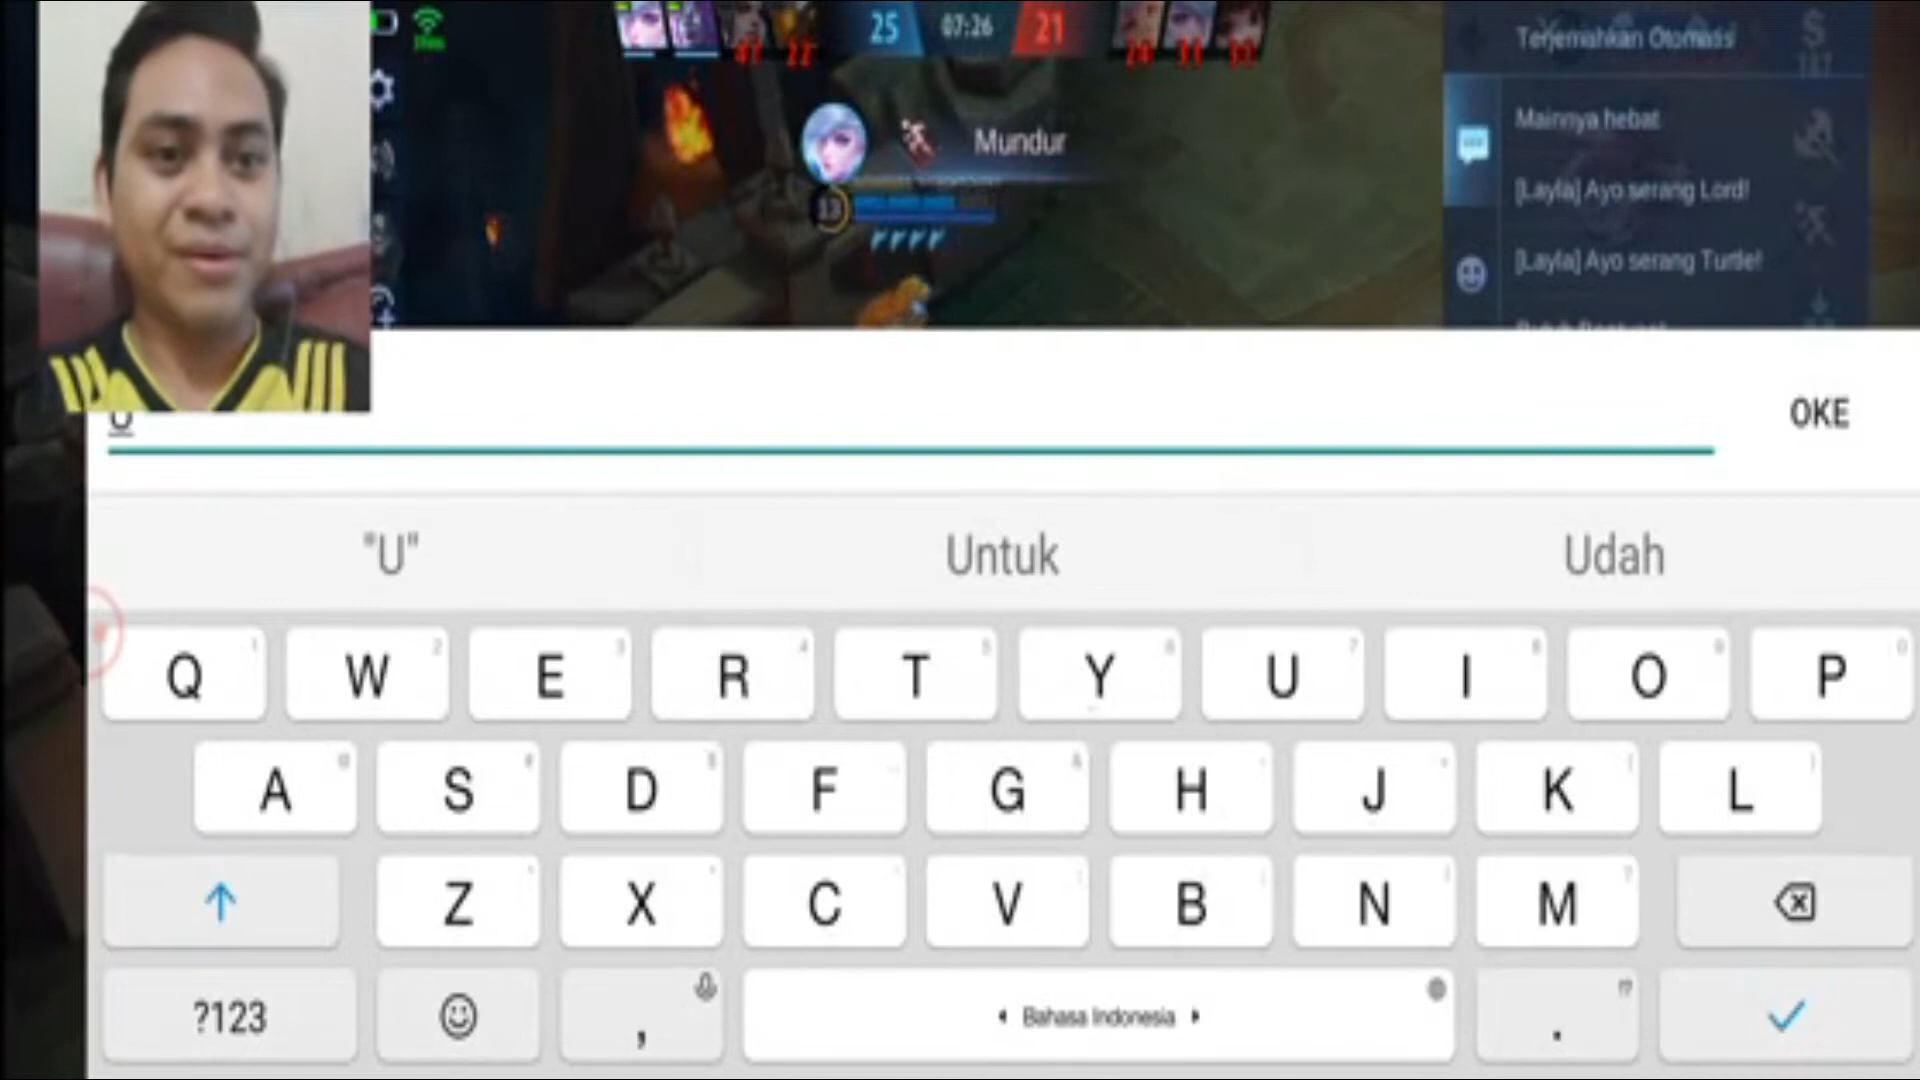 25 07:26 21
Terjemahkan Otomatis
Mundur
Mainnya hebat
[Layla] Ayo serang Lord!
13
[Layla] Ayo serang Turtle!
U
OKE
"U" Untuk Udah
Q W E R T Y U I O P
A S D F G H J K L
Z X C V B N M
?123 , Bahasa Indonesia .